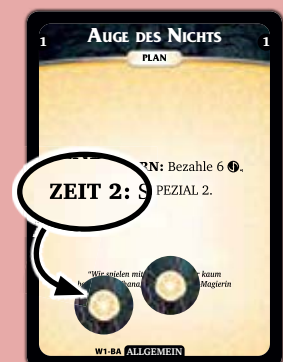 1 Auge des Nichts 1
PLAN
RN: Bezahle 6
ZEIT 2: SPEZIAL 2.
"Wir spielen mit kaum
Magierin
W1-BA ALLGEMEIN